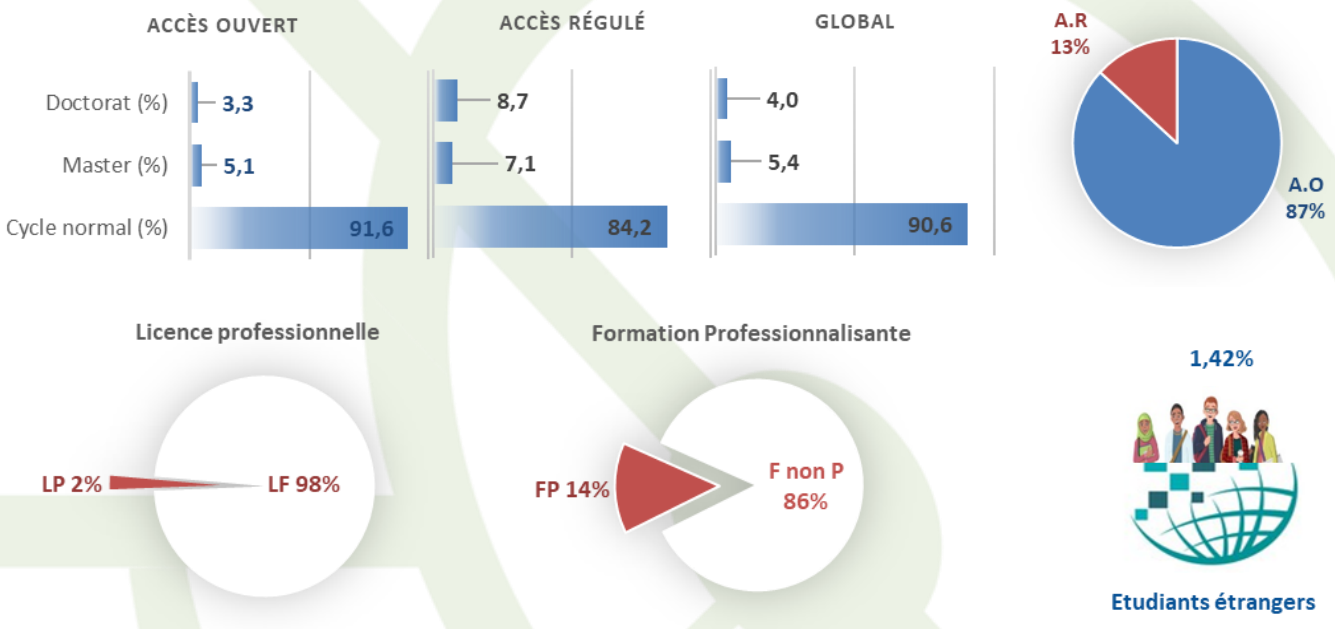 ACCÈS OUVERT
Doctorat (%)
3,3
Master (%)
5,1
Cycle normal (%)
91,6
ACCÈS RÉGULÉ
8,7
7,1
84,2
GLOBAL
4,0
5,4
90,6
A.R
13%
A.O
87%
Licence professionnelle
LP 2%
LF 98%
Formation Professionnalisante
FP 14%
F non P
86%
1,42%
Etudiants étrangers